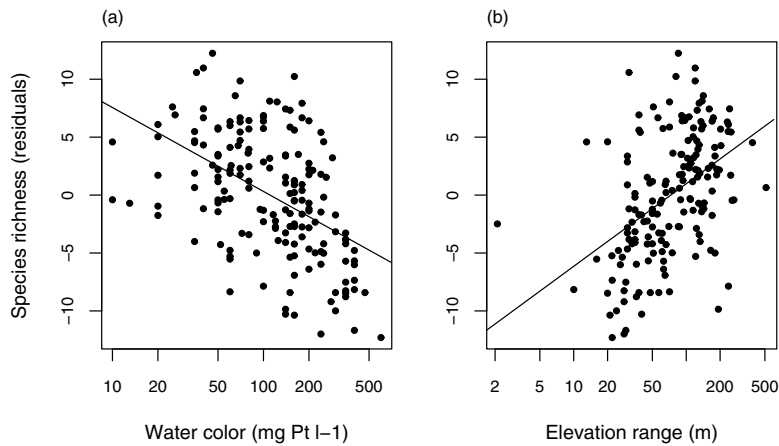 (a)
(b)
Species richness (residuals)
10
5
0
−5
−10
10 20 50 100 200 500
Water color (mg Pt l−1)
10
5
0
−5
−10
2 5 10 20 50 200 500
Elevation range (m)